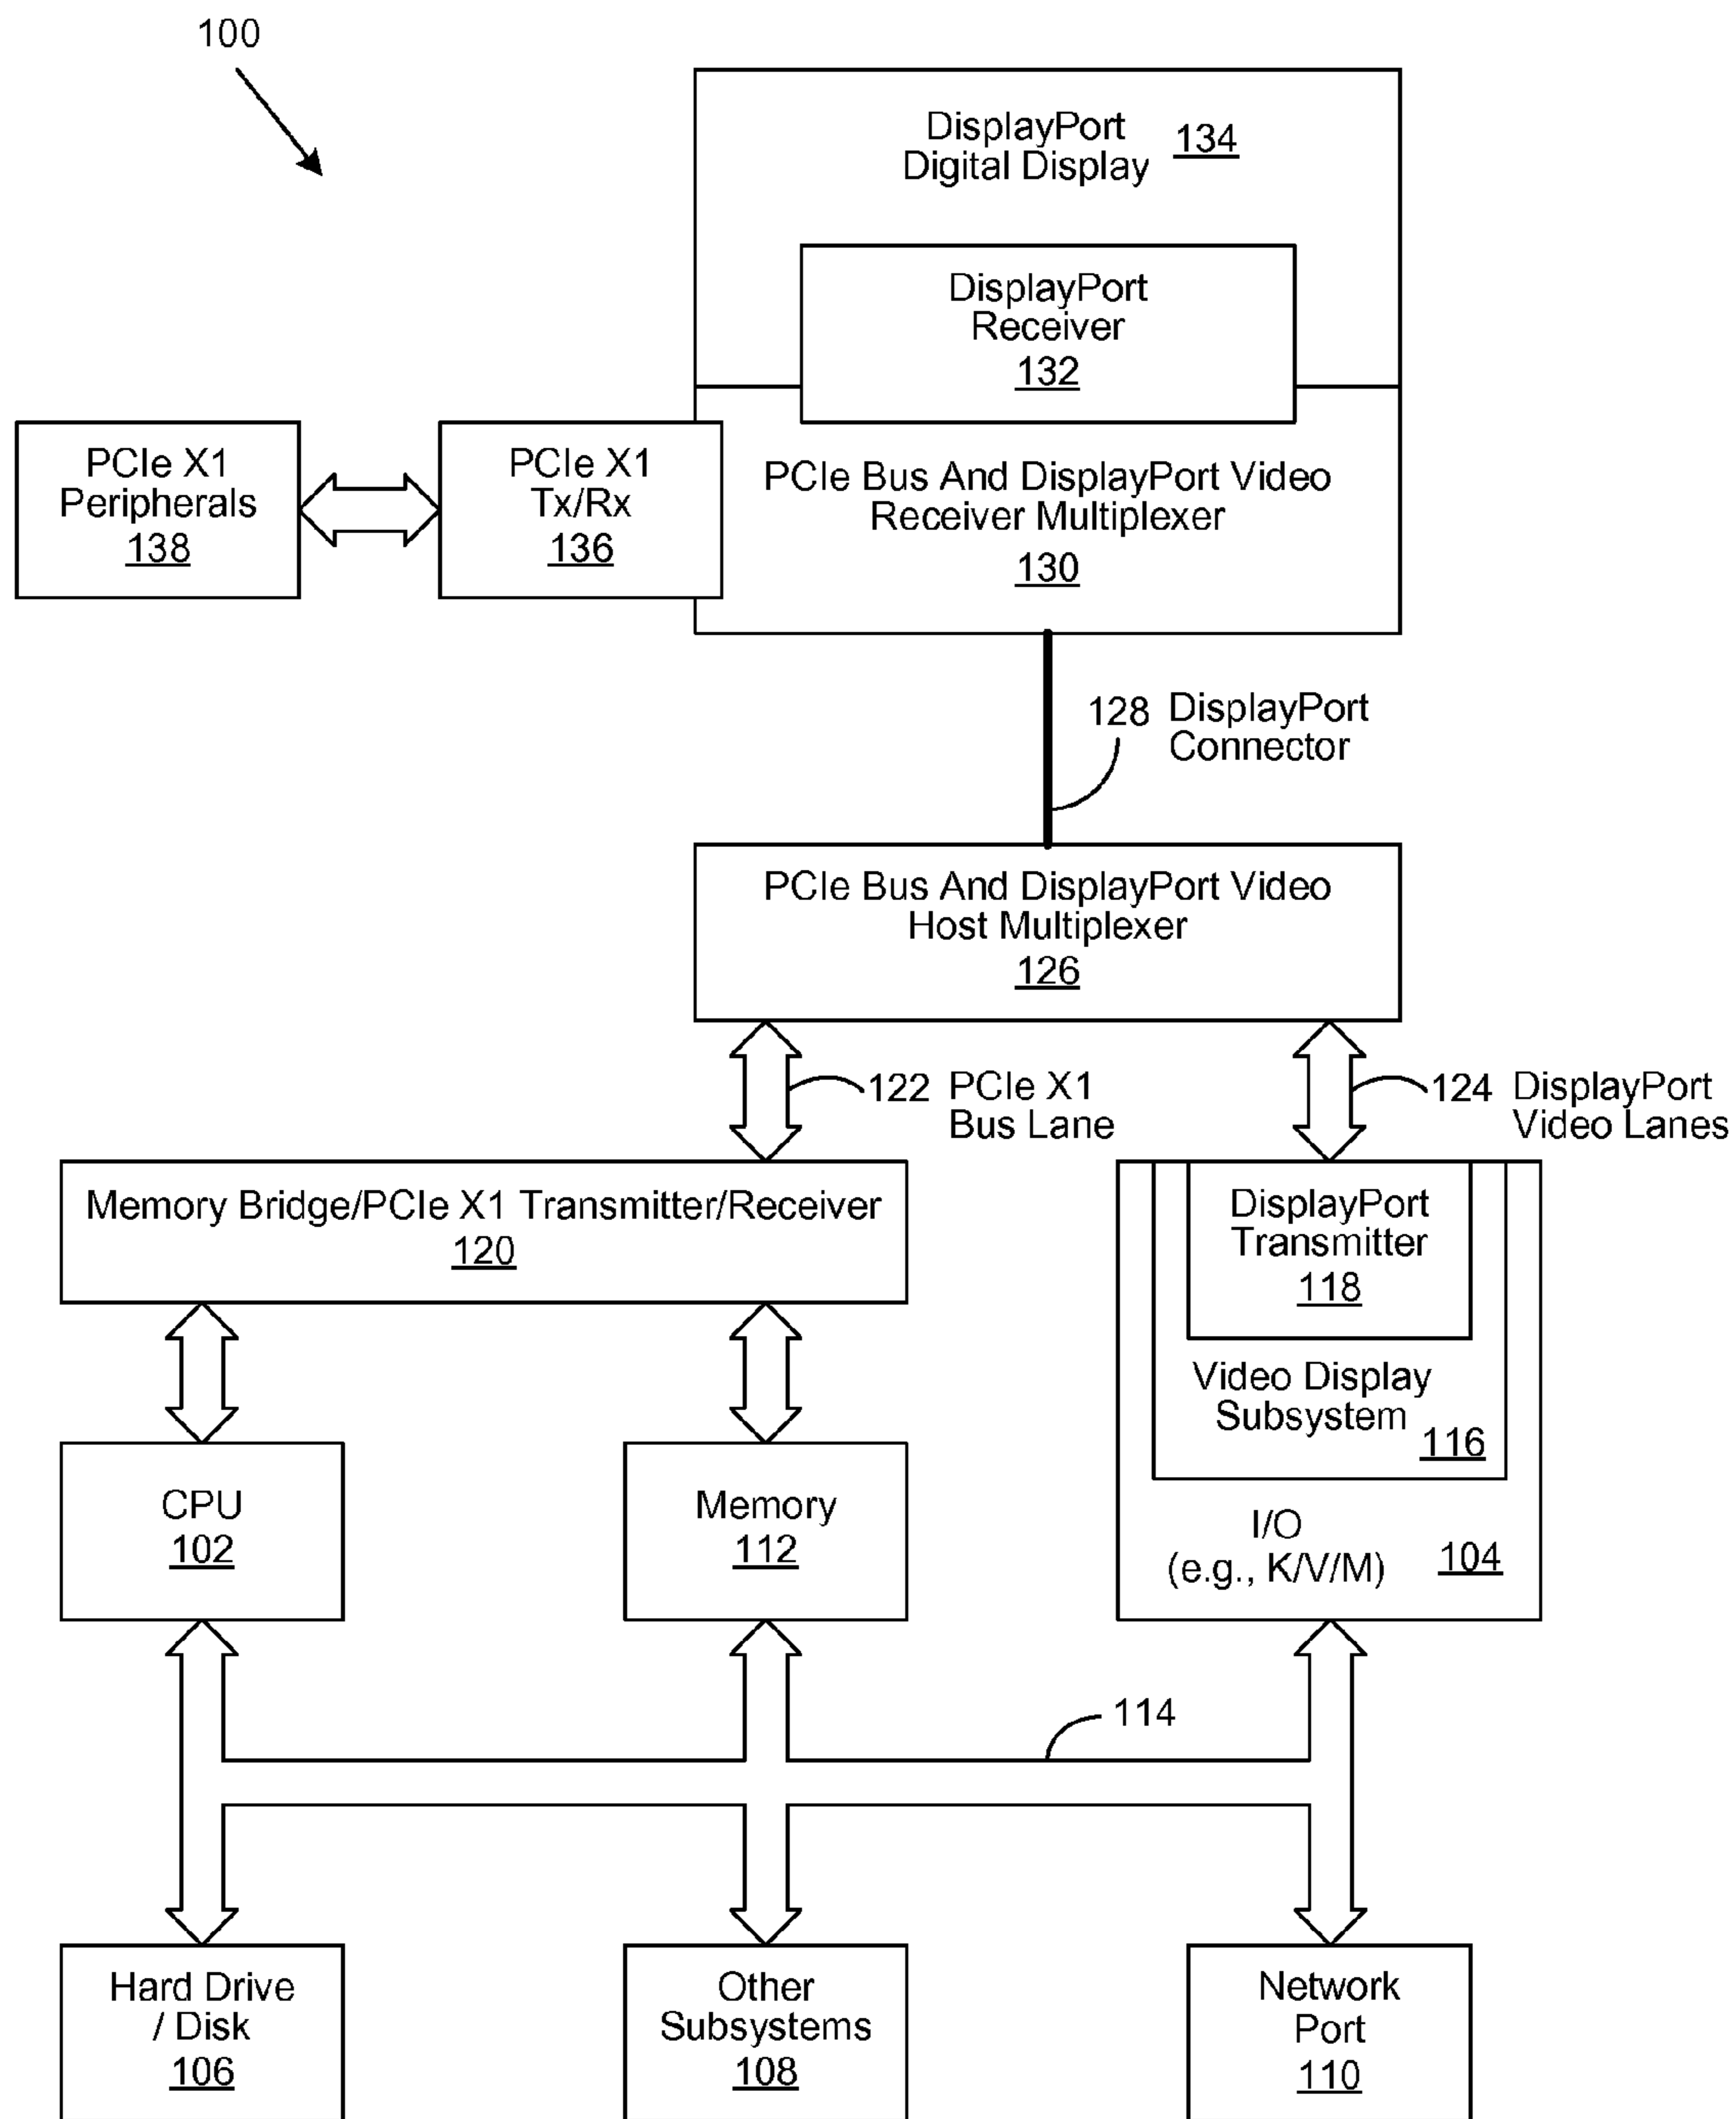 100
DisplayPort
Digital Display 134
DisplayPort
Receiver
132
PCIe X1
Peripherals
138
PCIe X1
Tx/Rx
136
PCIe Bus And DisplayPort Video
Receiver Multiplexer
130
128 DisplayPort
Connector
PCIe Bus And DisplayPort Video
Host Multiplexer
126
122 PCIe X1
Bus Lane
124 DisplayPort
Video Lanes
Memory Bridge/PCIe X1 Transmitter/Receiver
120
DisplayPort
Transmitter
118
Video Display
Subsystem 116
CPU
102
Memory
112
I/O
(e.g., K/V/M) 104
114
Hard Drive
/ Disk
106
Other
Subsystems
108
Network
Port
110